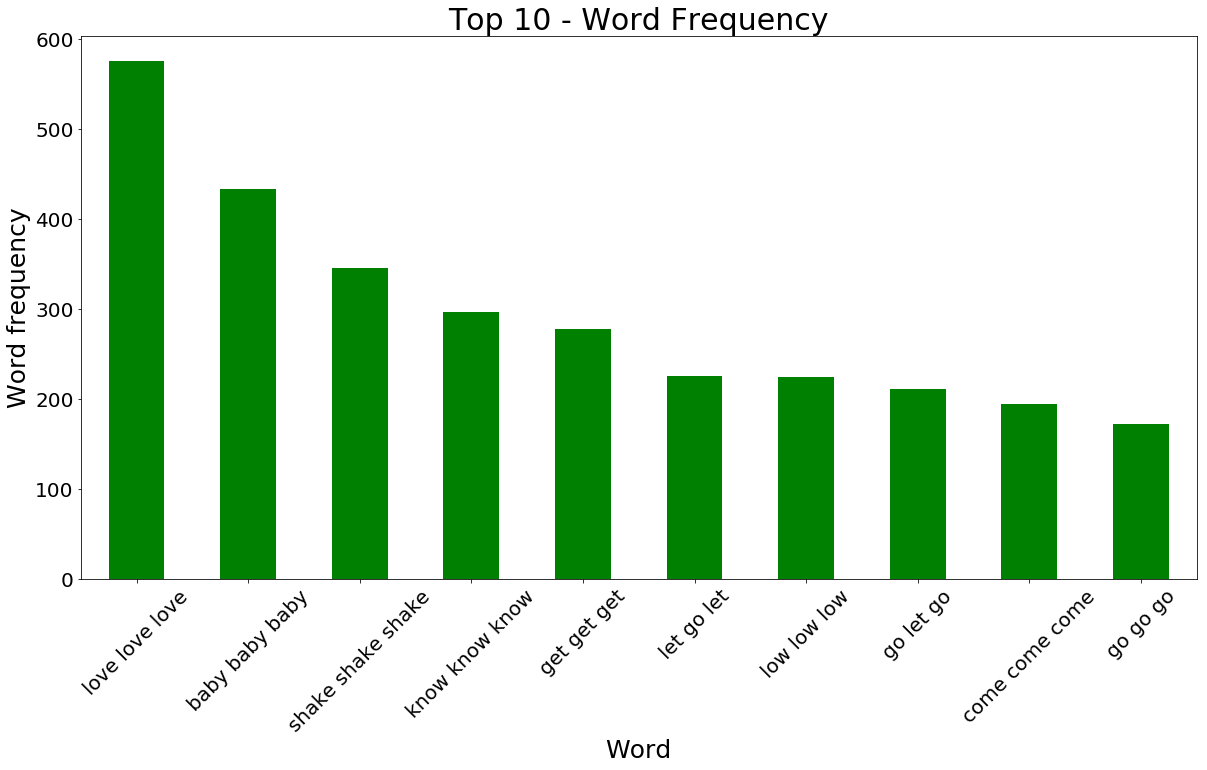 Top 10 - Word Frequency
Word frequency
600
500
400
300
200
100
0
love love love
baby baby baby
shake shake shake
know know know
get get get
let go let
low low low
go let go
come come come
go go go
Word